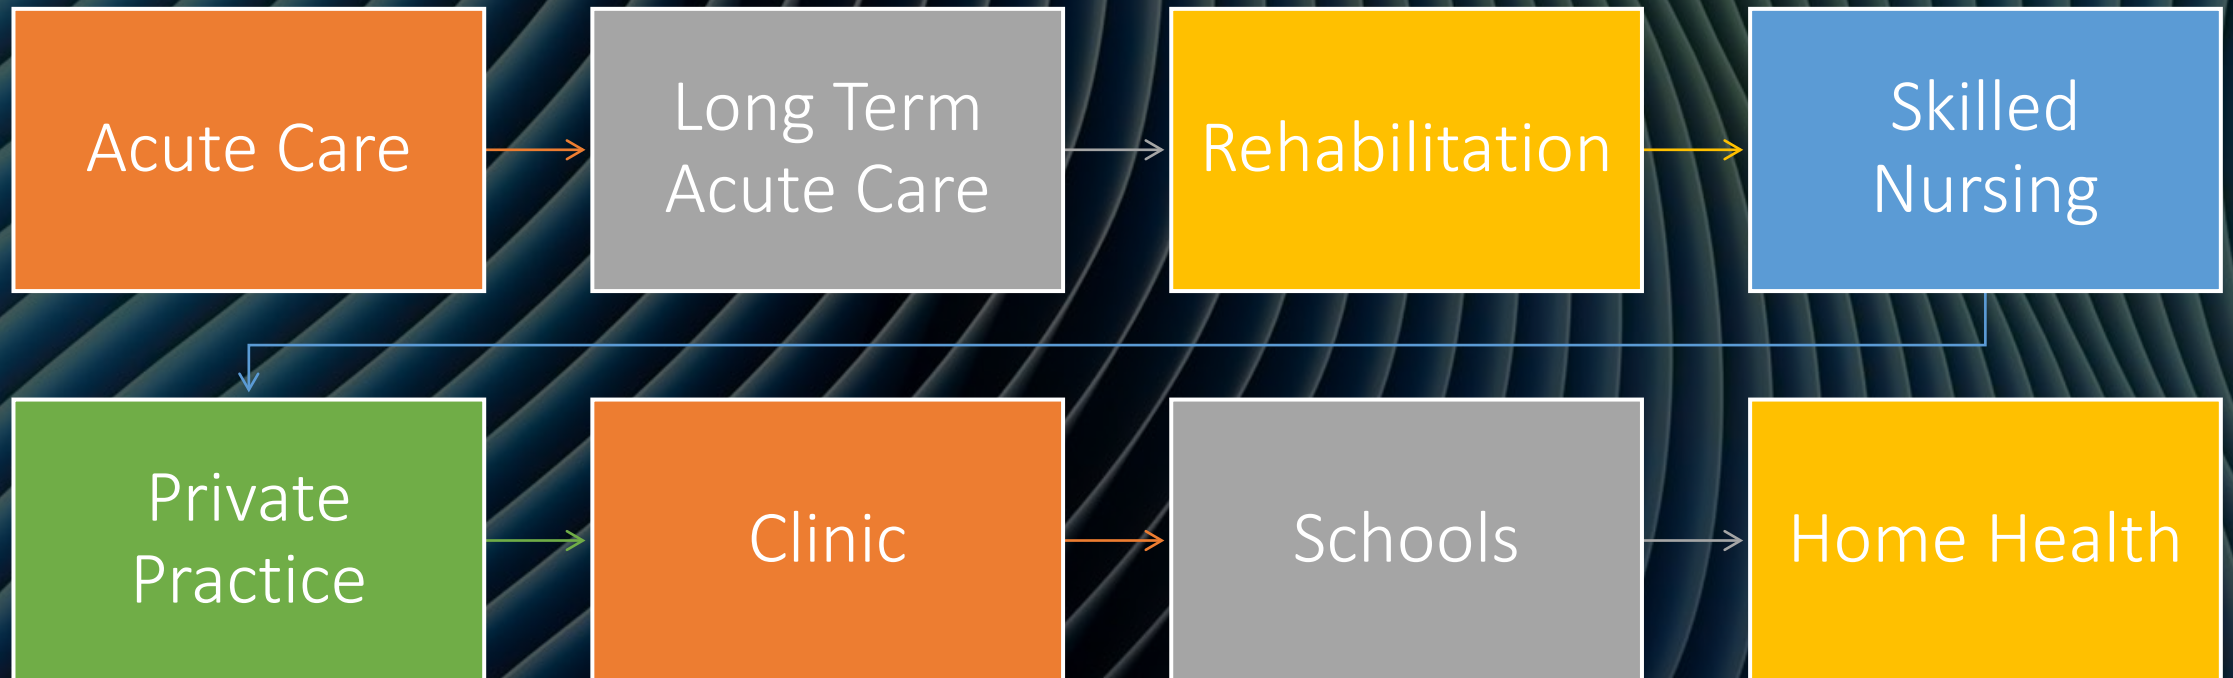 Acute Care
Long Term
Acute Care
Rehabilitation
Skilled
Nursing
Private
Practice
Clinic
Schools
Home Health